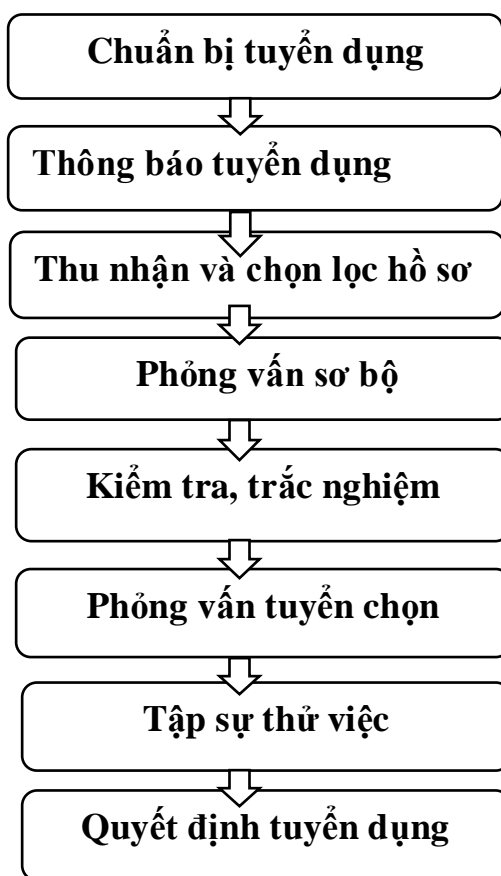 Chuẩn bị tuyển dụng
Thông báo tuyển dụng
Thu nhận và chọn lọc hồ sơ
Phỏng vấn sơ bộ
Kiểm tra, trắc nghiệm
Phỏng vấn tuyển chọn
Tập sự thử việc
Quyết định tuyển dụng